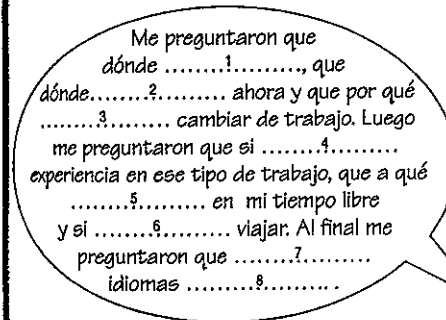 Me preguntaron que
dónde ........1........., que
dónde........2......... ahora y que por qué
.........3......... cambiar de trabajo. Luego
me preguntaron que si ........4.........
experiencia en ese tipo de trabajo, que a qué
.........5......... en mi tiempo libre
y si .........6......... viajar. Al final me
preguntaron que .........7.........
idiomas .........8......... .